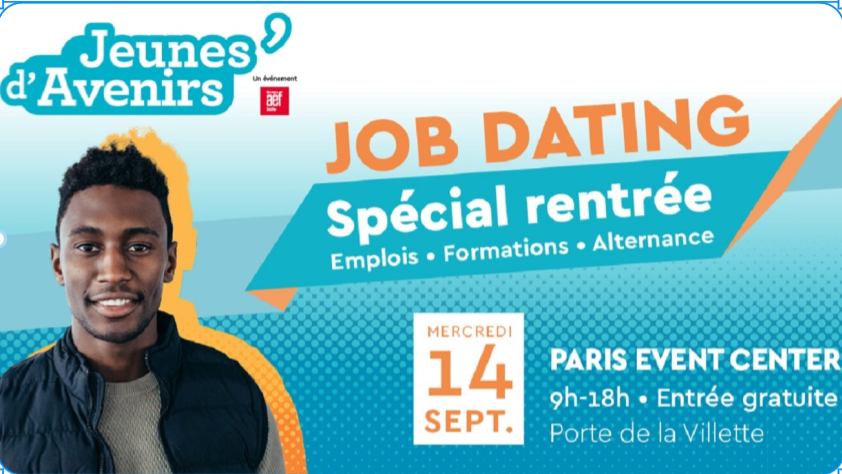 Jeunes
d'Avenirs
Un événement
aef
info
JOB DATING
Spécial rentrée
Emplois • Formations • Alternance
MERCREDI
14
SEPT.
PARIS EVENT CENTER
9h-18h • Entrée gratuite
Porte de la Villette